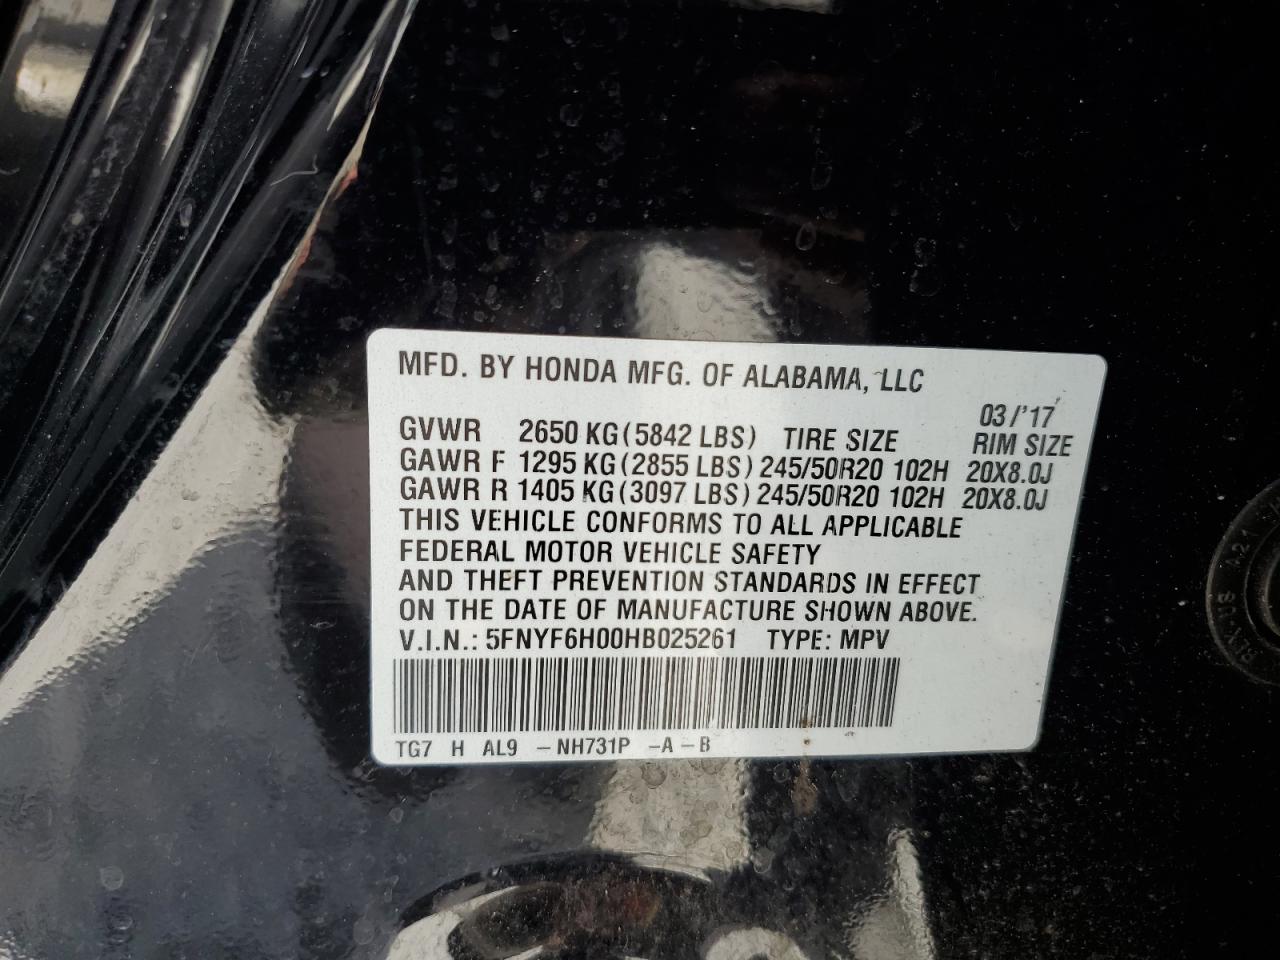 MFD. BY HONDA MFG. OF ALABAMA, LLC
03/'17
GVWR 2650 KG (5842 LBS) TIRE SIZE RIM SIZE
GAWR F 1295 KG (2855 LBS) 245/50R20 102H 20X8.0J
GAWR R 1405 KG (3097 LBS) 245/50R20 102H 20X8.0J
THIS VEHICLE CONFORMS TO ALL APPLICABLE
FEDERAL MOTOR VEHICLE SAFETY
AND THEFT PREVENTION STANDARDS IN EFFECT
ON THE DATE OF MANUFACTURE SHOWN ABOVE.
V.I.N.: 5FNYF6H00HB025261 TYPE: MPV
TG7 H AL9 -NH731P -A-B